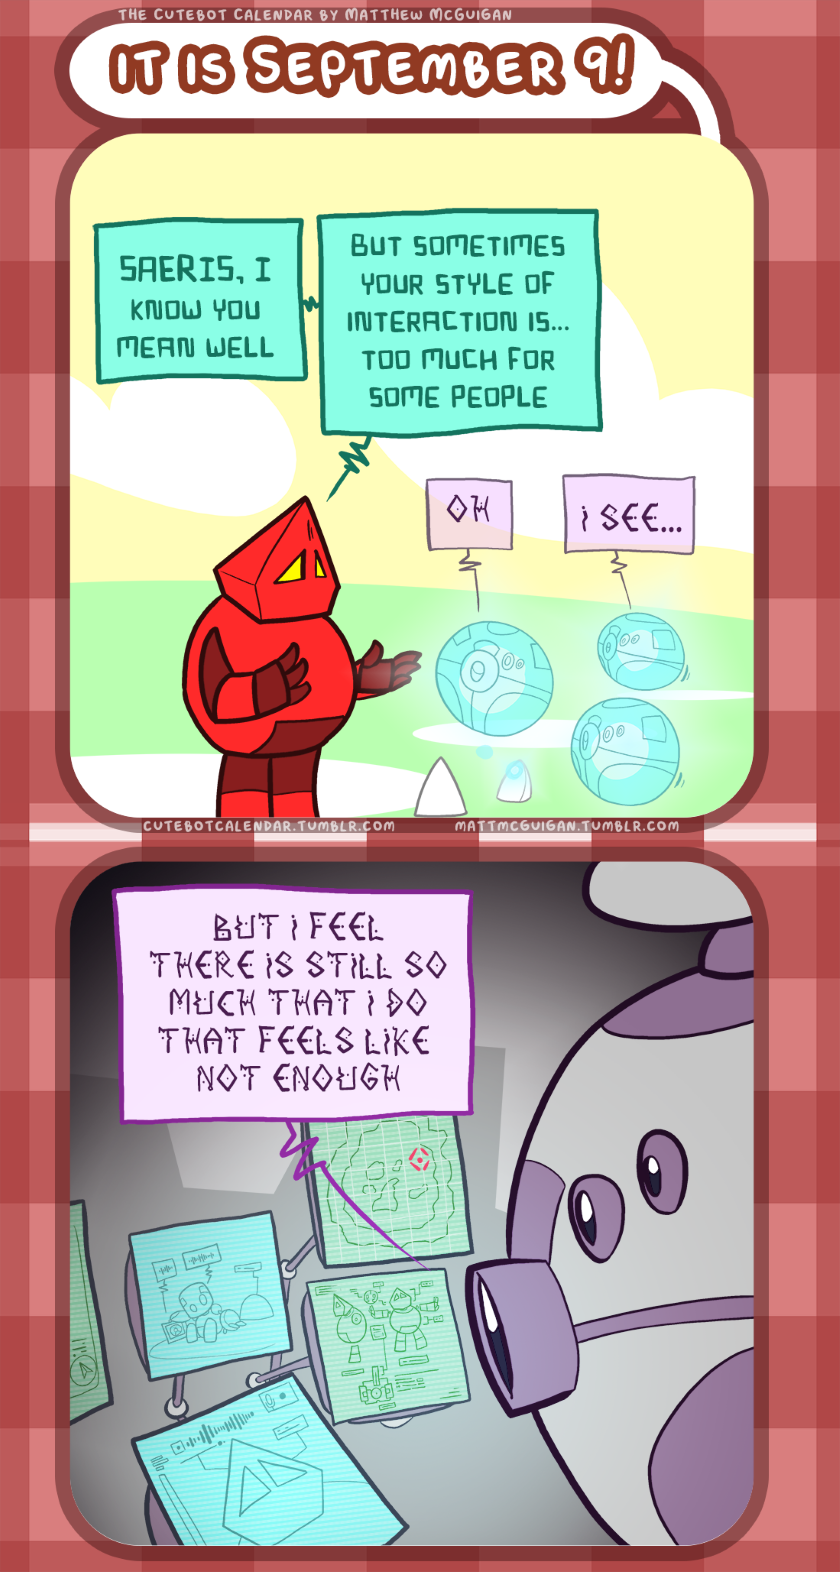 THE CUTEBOT CALENDAR BY MATTHEW MCGUIGAN
IT IS SEPTEMBER 9!
SAERIS, I
KNOW YOU
MEAN WELL
BUT SOMETIMES
YOUR STYLE OF
INTERACTION IS...
TOO MUCH FOR
SOME PEOPLE
OH
I SEE...
CUTEBOTCALENDAR.TUMBLR.COM
MATTMCGUIGAN.TUMBLR.COM
BUT I FEEL
THERE IS STILL SO
MUCH THAT I DO
THAT FEELS LIKE
NOT ENOUGH